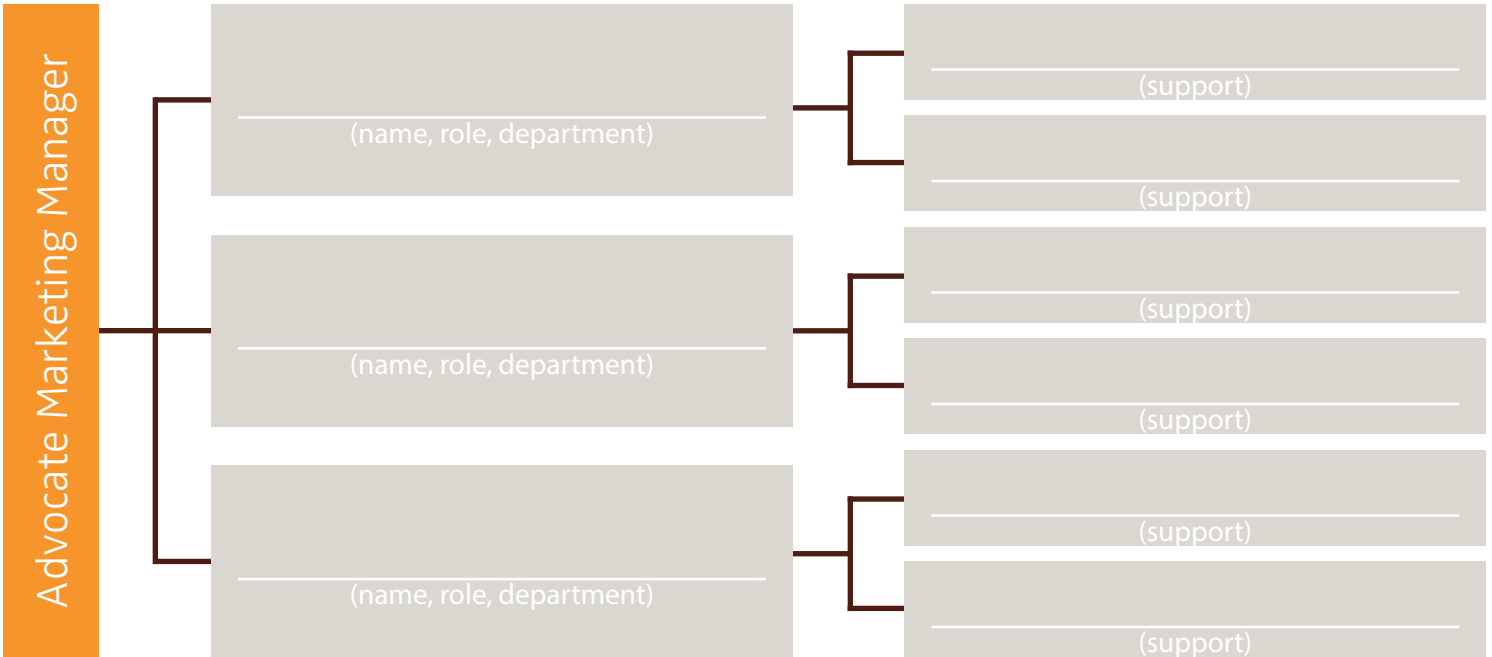 Advocate Marketing Manager
(name, role, department)
(support)
(support)
(name, role, department)
(support)
(support)
(name, role, department)
(support)
(support)